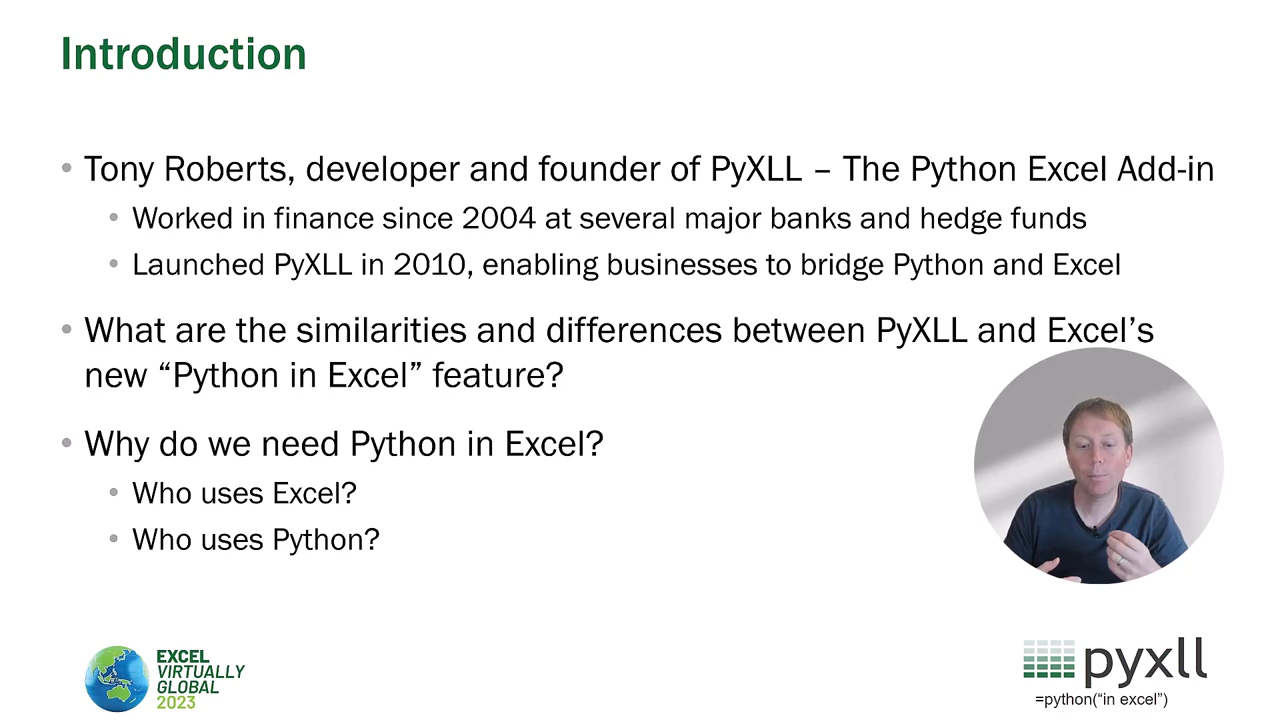 Introduction
• Tony Roberts, developer and founder of PyXLL – The Python Excel Add-in
• Worked in finance since 2004 at several major banks and hedge funds
• Launched PyXLL in 2010, enabling businesses to bridge Python and Excel
• What are the similarities and differences between PyXLL and Excel’s
new “Python in Excel” feature?
• Why do we need Python in Excel?
• Who uses Excel?
• Who uses Python?
EXCEL
VIRTUALLY
GLOBAL
2023
pyxll
=python(“in excel”)